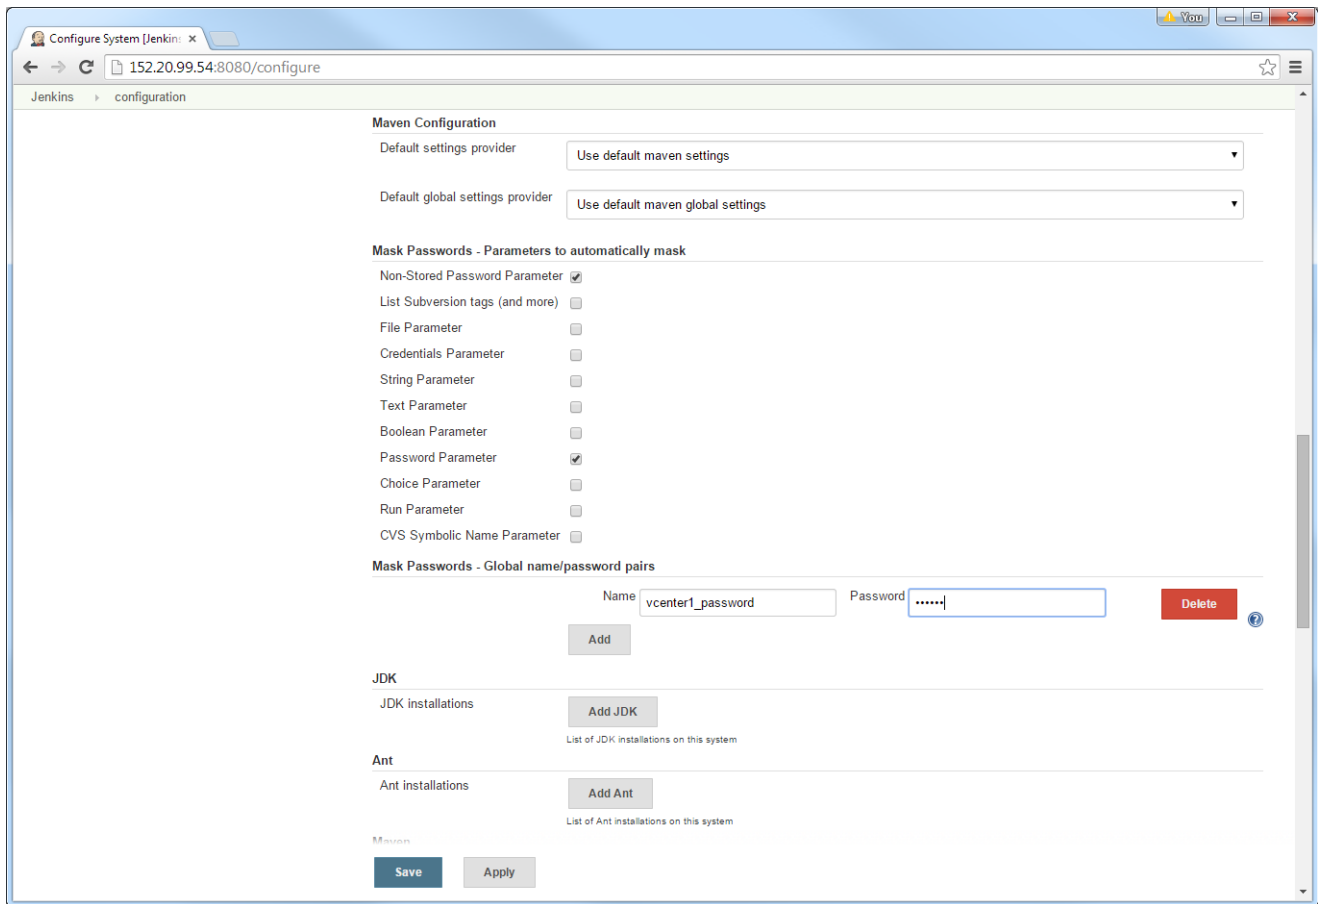 You
Configure System [Jenkins
152.20.99.54:8080/configure
Jenkins configuration
Maven Configuration
Default settings provider Use default maven settings
Default global settings provider Use default maven global settings
Mask Passwords - Parameters to automatically mask
Non-Stored Password Parameter
List Subversion tags (and more)
File Parameter
Credentials Parameter
String Parameter
Text Parameter
Boolean Parameter
Password Parameter
Choice Parameter
Run Parameter
CVS Symbolic Name Parameter
Mask Passwords - Global name/password pairs
Name vcenter1_password Password •••••• Delete
Add
JDK
JDK installations Add JDK
List of JDK installations on this system
Ant
Ant installations Add Ant
List of Ant installations on this system
Maven
Save Apply